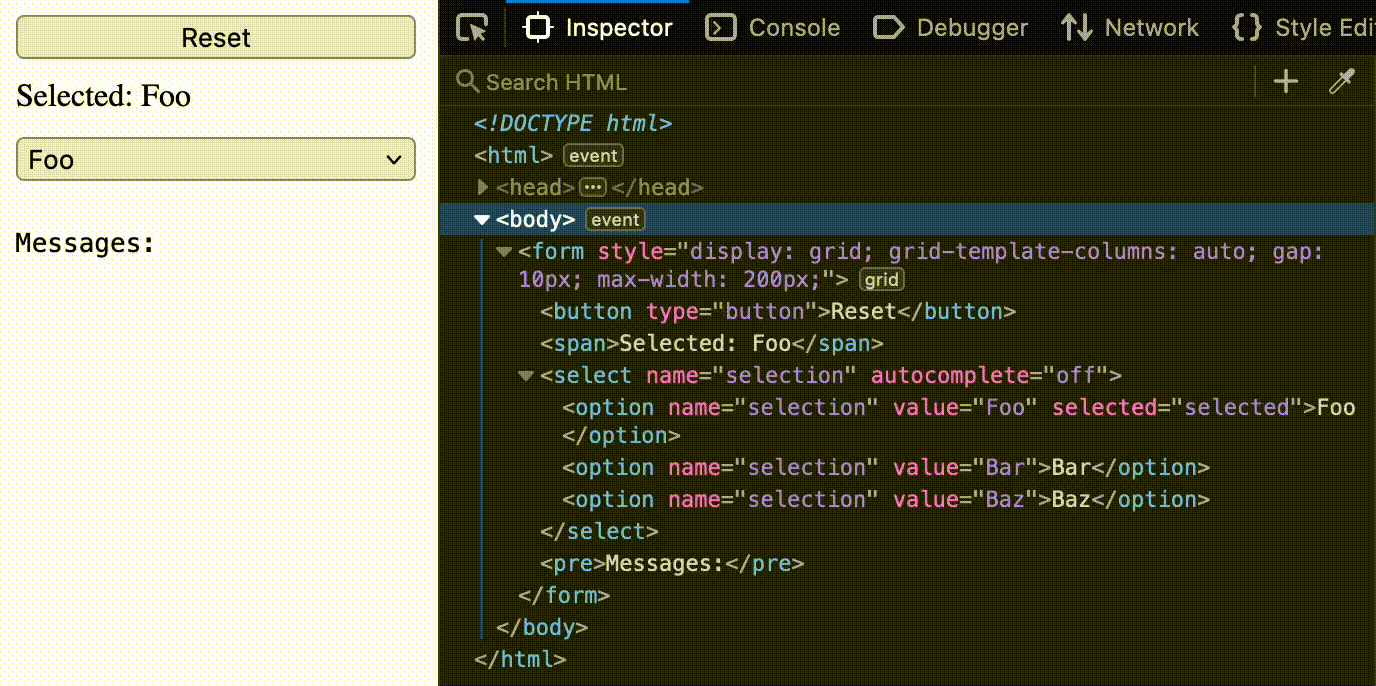 Reset
Selected: Foo
Foo
Messages:
Inspector Console Debugger Network Style Edi
Search HTML
<!DOCTYPE html>
<html> event
<head> ••• </head>
<body> event
<form style="display: grid; grid-template-columns: auto; gap:
10px; max-width: 200px;"> grid
<button type="button">Reset</button>
<span>Selected: Foo</span>
<select name="selection" autocomplete="off">
<option name="selection" value="Foo" selected="selected">Foo
</option>
<option name="selection" value="Bar">Bar</option>
<option name="selection" value="Baz">Baz</option>
</select>
<pre>Messages:</pre>
</form>
</body>
</html>